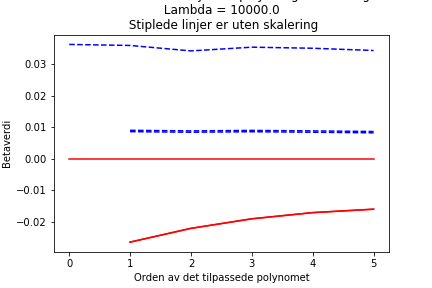 Lambda = 10000.0
Stiplede linjer er uten skalering
0.03
0.02
0.01
0.00
−0.01
−0.02
Betaverdi
0 1 2 3 4 5
Orden av det tilpassede polynomet